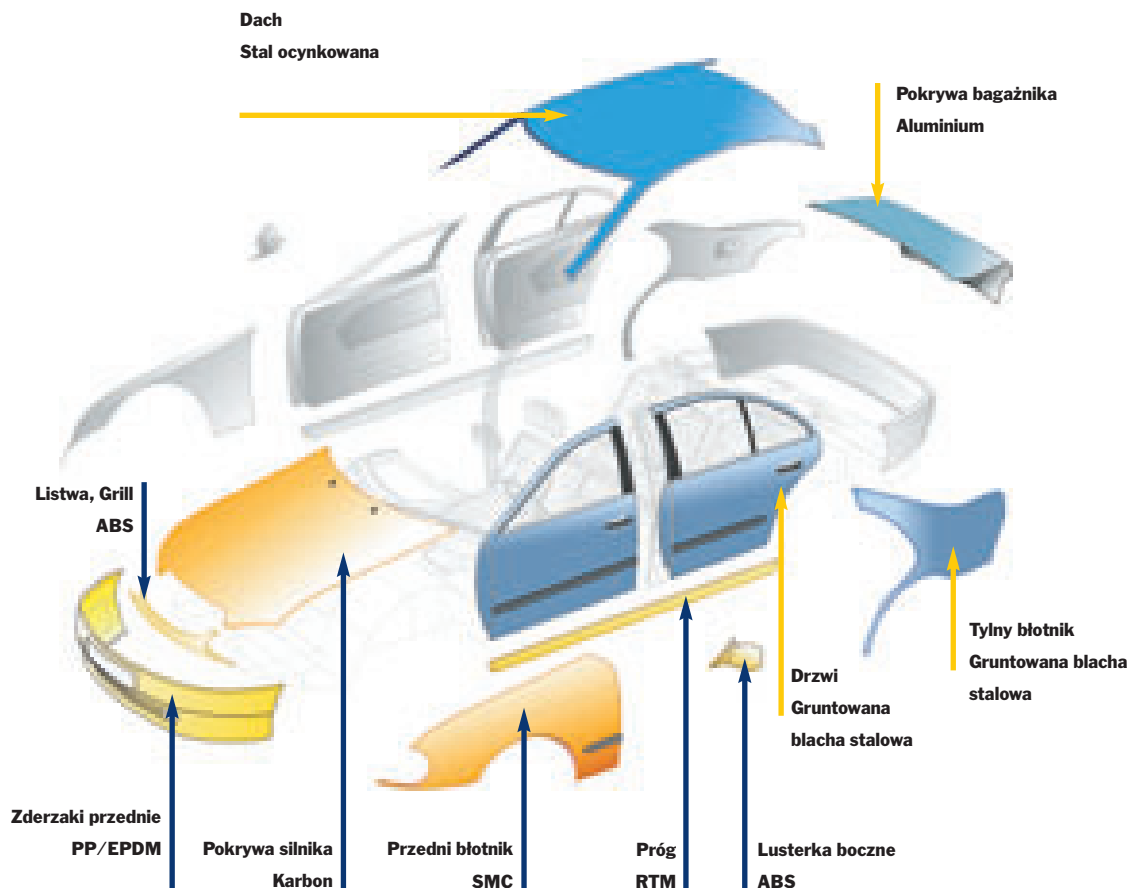 Dach
Stal ocynkowana
Pokrywa bagażnika
Aluminium
Listwa, Grill
ABS
Tylny błotnik
Gruntowana blacha
stalowa
Drzwi
Gruntowana
blacha stalowa
Zderzaki przednie
PP/EPDM
Pokrywa silnika
Karbon
Przedni błotnik
SMC
Próg
RTM
Lusterka boczne
ABS